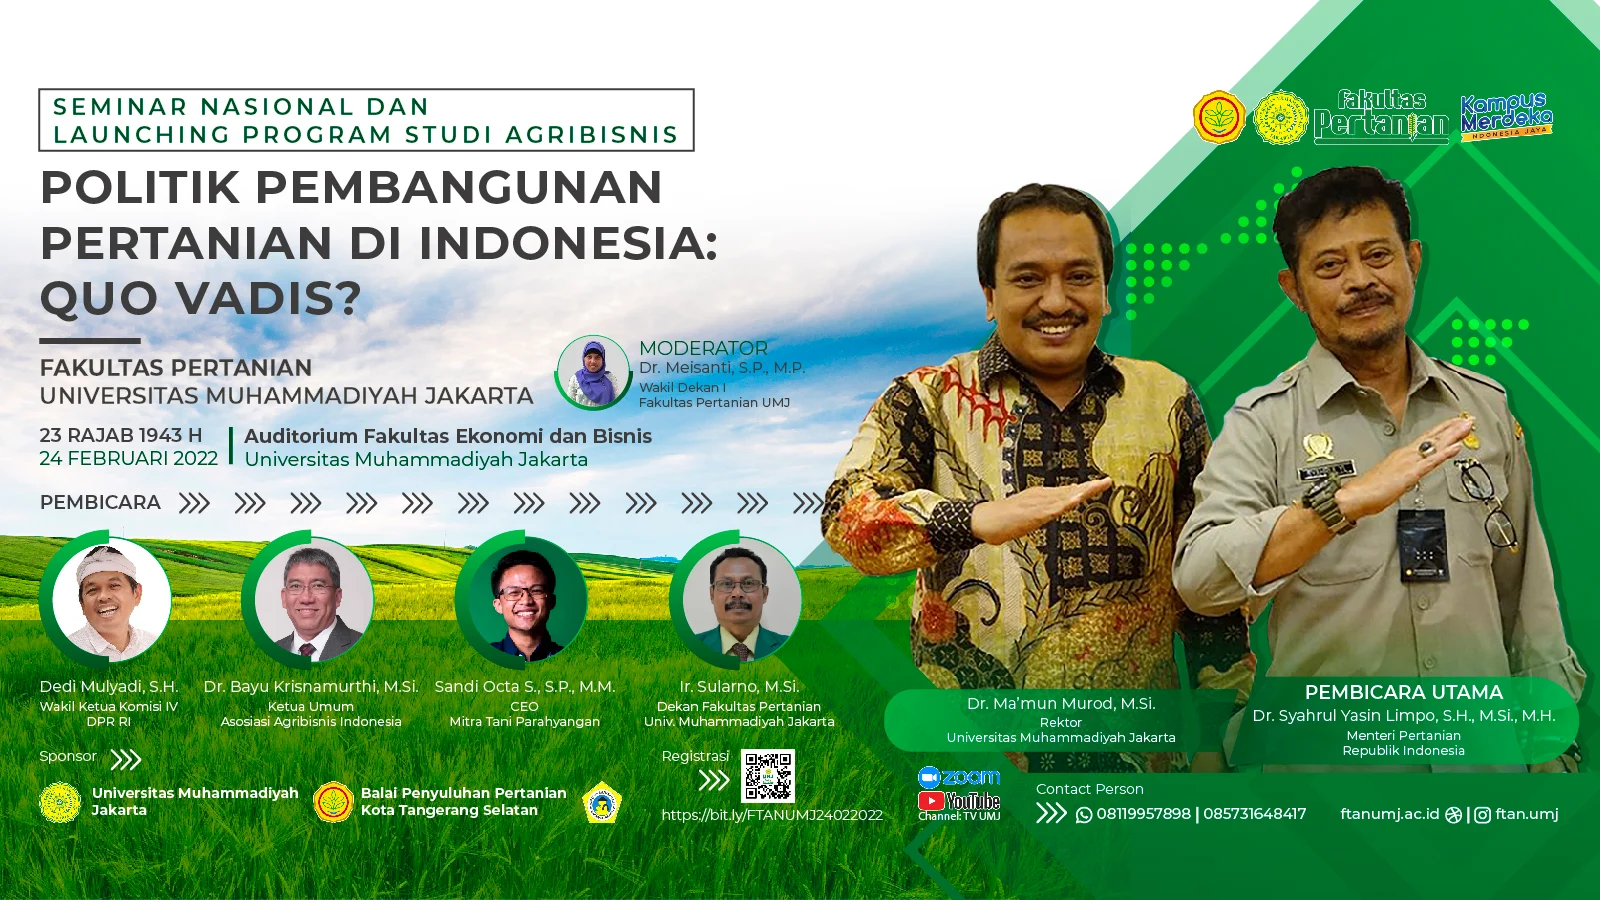 SEMINAR NASIONAL DAN
LAUNCHING PROGRAM STUDI AGRIBISNIS
POLITIK PEMBANGUNAN
PERTANIAN DI INDONESIA:
QUO VADIS?
FAKULTAS PERTANIAN
UNIVERSITAS MUHAMMADIYAH JAKARTA
MODERATOR
Dr. Meisanti, S.P., M.P.
Wakil Dekan I
Fakultas Pertanian UMJ
23 RAJAB 1943 H
24 FEBRUARI 2022
Auditorium Fakultas Ekonomi dan Bisnis
Universitas Muhammadiyah Jakarta
PEMBICARA
Dedi Mulyadi, S.H.
Wakil Ketua Komisi IV
DPR RI
Dr. Bayu Krisnamurthi, M.Si.
Ketua Umum
Asosiasi Agribisnis Indonesia
Sandi Octa S., S.P., M.M.
CEO
Mitra Tani Parahyangan
Ir. Sularno, M.Si.
Dekan Fakultas Pertanian
Univ. Muhammadiyah Jakarta
fakultas
Pertanian
Kampus
Merdeka
INDONESIA JAYA
Dr. Ma'mun Murod, M.Si.
Rektor
Universitas Muhammadiyah Jakarta
PEMBICARA UTAMA
Dr. Syahrul Yasin Limpo, S.H., M.Si., M.H.
Menteri Pertanian
Republik Indonesia
Sponsor
Universitas Muhammadiyah
Jakarta
Balai Penyuluhan Pertanian
Kota Tangerang Selatan
Registrasi
https://bit.ly/FTANUMJ24022022
zoom
YouTube
Channel: TV UMJ
Contact Person
08119957898 | 085731648417
ftanumj.ac.id | ftan.umj